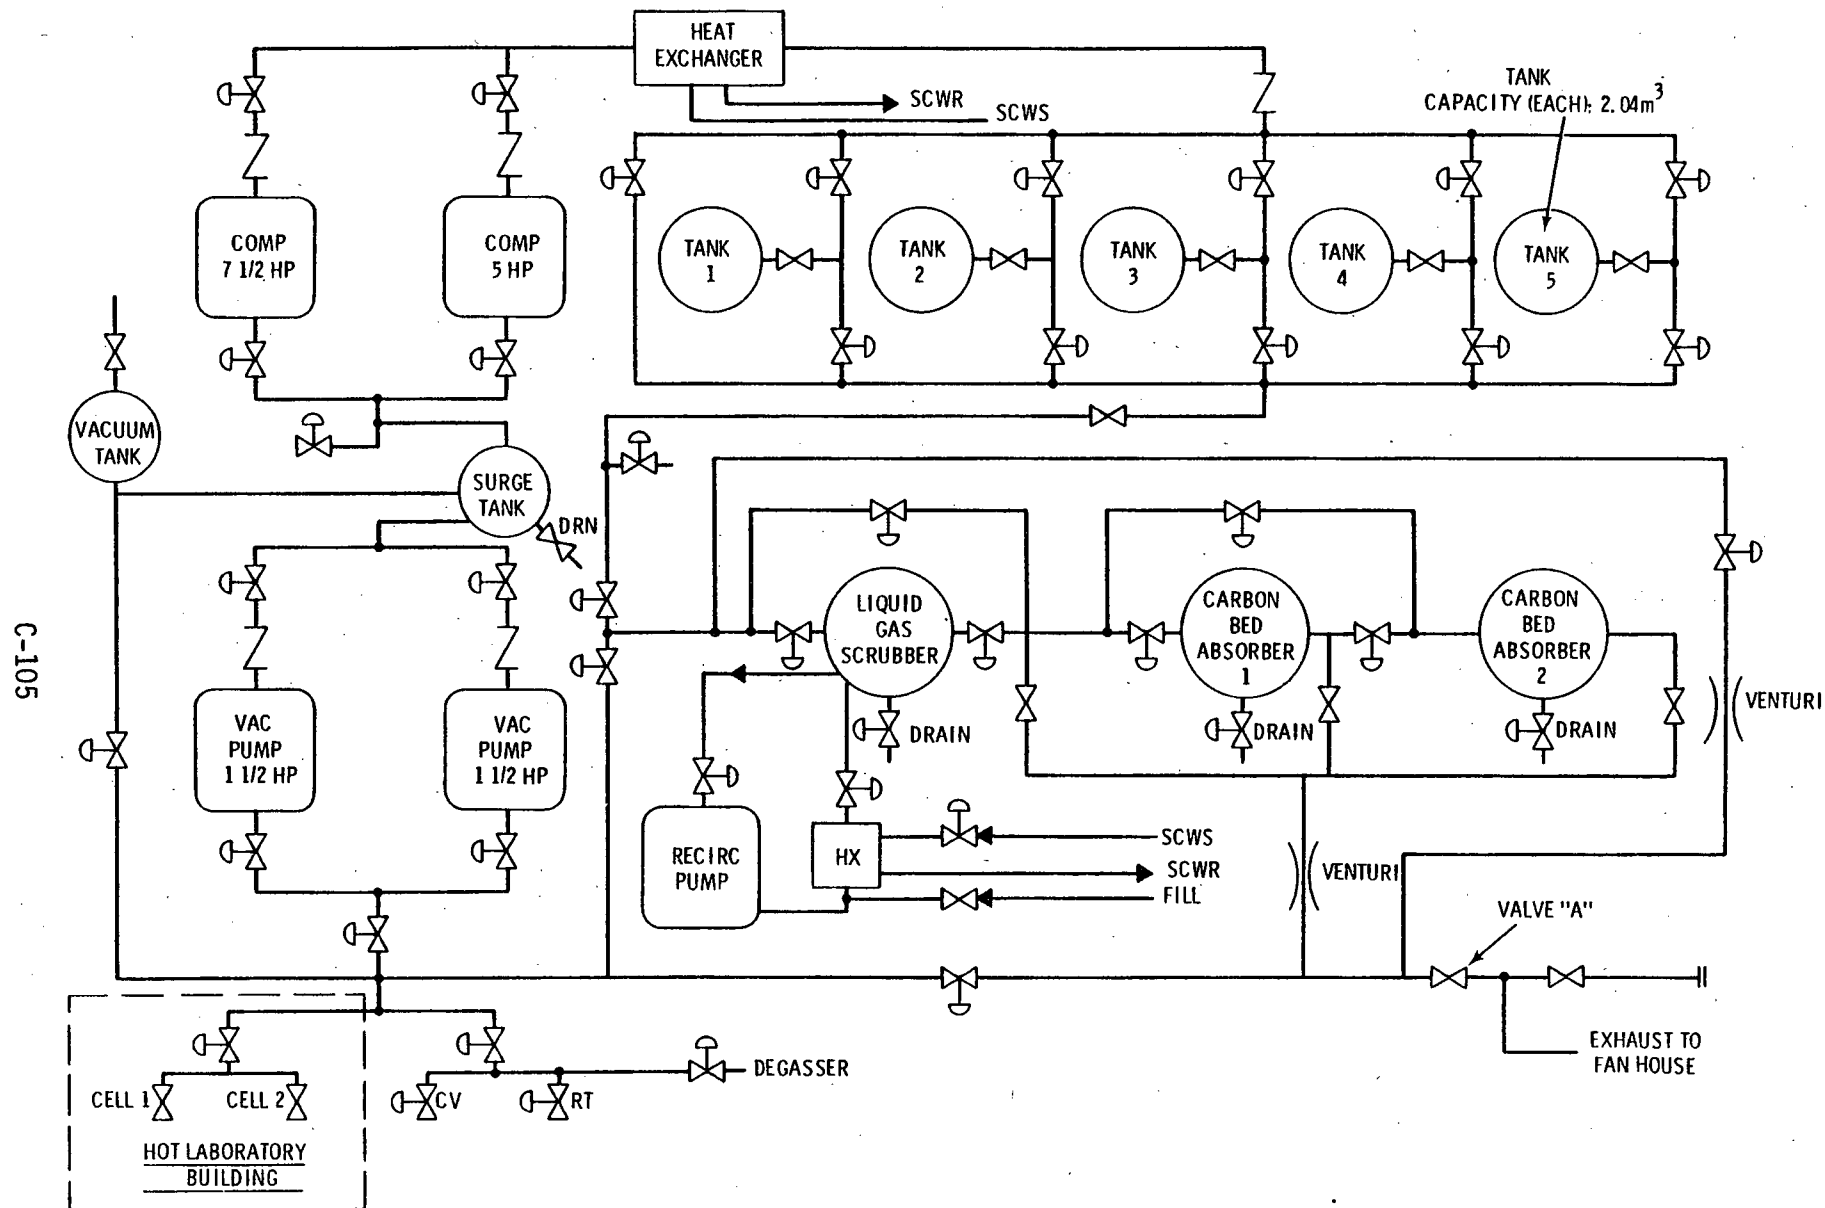 HEAT
EXCHANGER
SCWR
SCWS
TANK
CAPACITY (EACH): 2.04m³
COMP
7 1/2 HP
COMP
5 HP
TANK
1
TANK
2
TANK
3
TANK
4
TANK
5
VACUUM
TANK
SURGE
TANK
DRN
LIQUID
GAS
SCRUBBER
CARBON
BED
ABSORBER
1
CARBON
BED
ABSORBER
2
VENTURI
DRAIN
DRAIN
DRAIN
VAC
PUMP
1 1/2 HP
VAC
PUMP
1 1/2 HP
RECIRC
PUMP
HX
SCWS
SCWR
FILL
VENTURI
VALVE "A"
EXHAUST TO
FAN HOUSE
DEGASSER
CELL 1
CELL 2
CV
RT
HOT LABORATORY
BUILDING
C-105